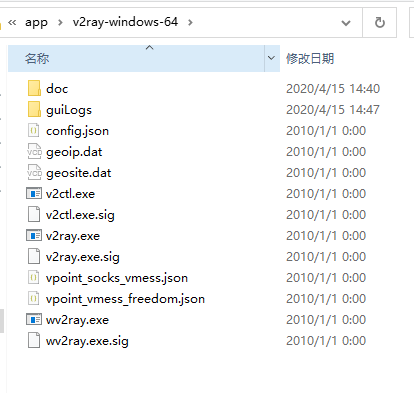 « app › v2ray-windows-64 ›
名称 修改日期
doc 2020/4/15 14:40
guiLogs 2020/4/15 14:47
config.json 2010/1/1 0:00
geoip.dat 2010/1/1 0:00
geosite.dat 2010/1/1 0:00
v2ctl.exe 2010/1/1 0:00
v2ctl.exe.sig 2010/1/1 0:00
v2ray.exe 2010/1/1 0:00
v2ray.exe.sig 2010/1/1 0:00
vpoint_socks_vmess.json 2010/1/1 0:00
vpoint_vmess_freedom.json 2010/1/1 0:00
wv2ray.exe 2010/1/1 0:00
wv2ray.exe.sig 2010/1/1 0:00